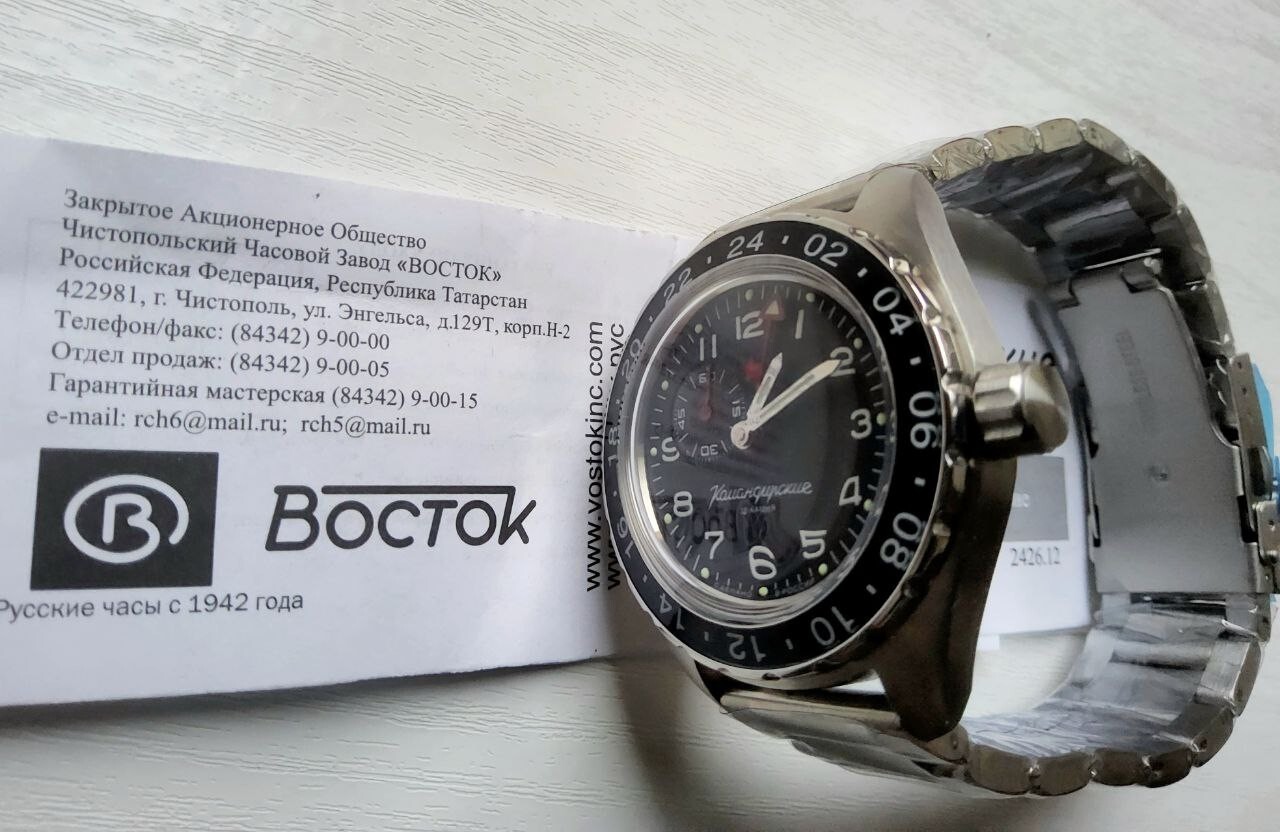 Закрытое Акционерное Общество
Чистопольский Часовой Завод «ВОСТОК»
Российская Федерация, Республика Татарстан
422981, г. Чистополь, ул. Энгельса, д.129Т, корп.Н-2
Телефон/факс: (84342) 9-00-00
Отдел продаж: (84342) 9-00-05
Гарантийная мастерская (84342) 9-00-15
e-mail: rch6@mail.ru; rch5@mail.ru
В
Восток
Русские часы с 1942 года
www.vostokinc.com
24 02 04 06 08 10 12 14 16 18 20 22
12 1 2 3 4 5 6 7 8 9 11
15 30 45
Командирские
2426.12